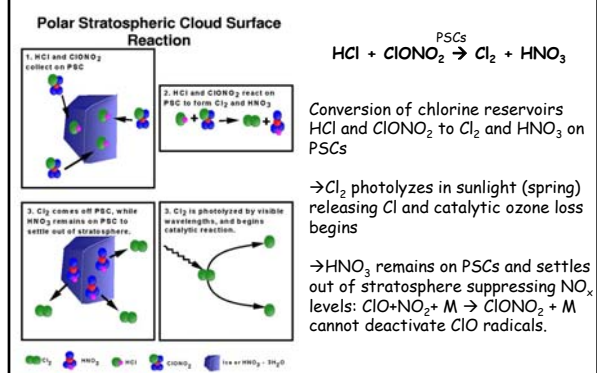 Polar Stratospheric Cloud Surface
Reaction
1. HCl and ClONO₂
collect on PSC
2. HCl and ClONO₂ react on
PSC to form Cl₂ and HNO₃
3. Cl₂ comes off PSC, while
HNO₃ remains on PSC to
settle out of stratosphere.
3. Cl₂ is photolyzed by visible
wavelengths, and begins
catalytic reaction.
Cl₂ HNO₃ HCl ClONO₂ Ice or HNO₃ - 3H₂O
PSCs
HCl + ClONO₂ → Cl₂ + HNO₃
Conversion of chlorine reservoirs
HCl and ClONO₂ to Cl₂ and HNO₃ on
PSCs
→Cl₂ photolyzes in sunlight (spring)
releasing Cl and catalytic ozone loss
begins
→HNO₃ remains on PSCs and settles
out of stratosphere suppressing NOₓ
levels: ClO+NO₂+ M → ClONO₂ + M
cannot deactivate ClO radicals.